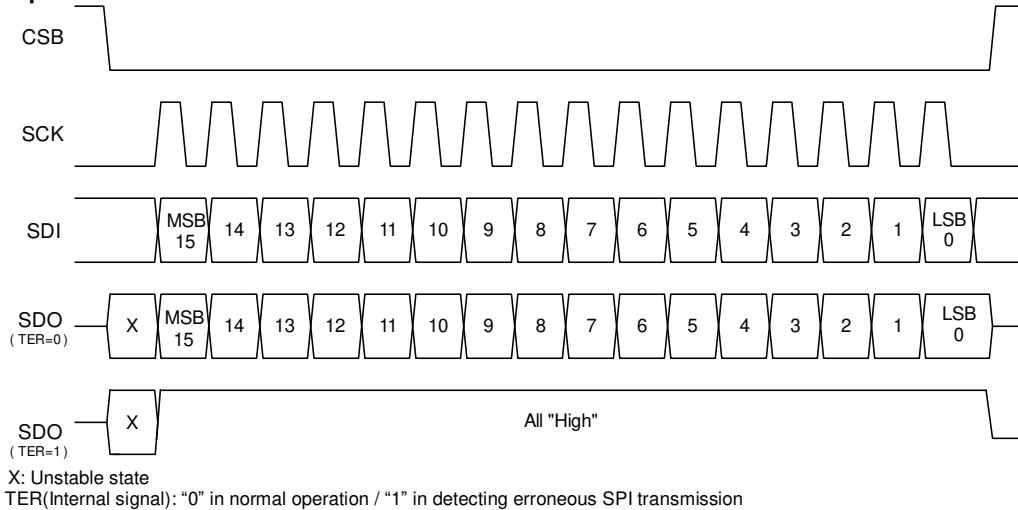 CSB
SCK
SDI
MSB 15 14 13 12 11 10 9 8 7 6 5 4 3 2 1 LSB 0
SDO
( TER=0 )
X MSB 15 14 13 12 11 10 9 8 7 6 5 4 3 2 1 LSB 0
SDO
( TER=1 )
X All "High"
X: Unstable state
TER(Internal signal): “0” in normal operation / “1” in detecting erroneous SPI transmission